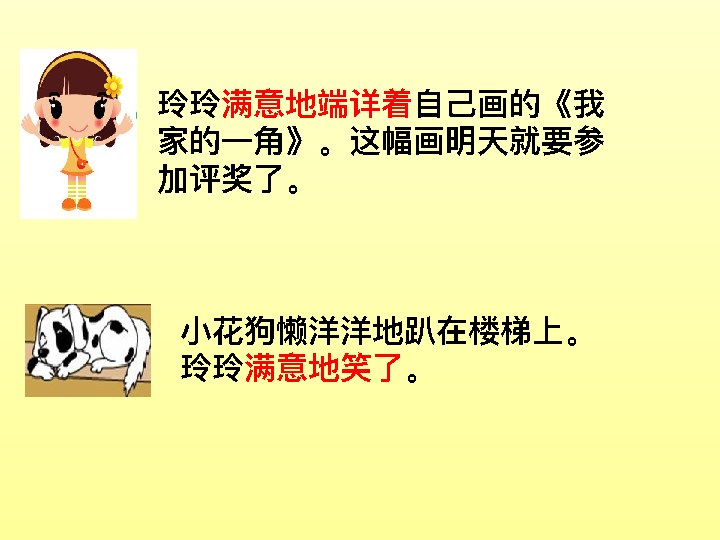 玲玲满意地端详着自己画的《我
家的一角》。这幅画明天就要参
加评奖了。
小花狗懒洋洋地趴在楼梯上。
玲玲满意地笑了。